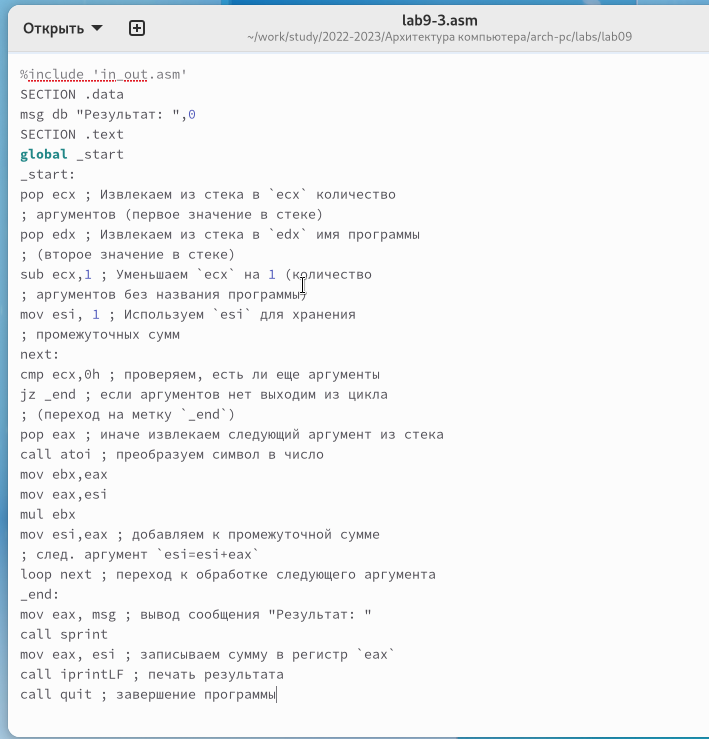 Открыть
lab9-3.asm
~/work/study/2022-2023/Архитектура компьютера/arch-pc/labs/lab09
%include 'in_out.asm'
SECTION .data
msg db "Результат: ",0
SECTION .text
global _start
_start:
pop ecx ; Извлекаем из стека в `ecx` количество
; аргументов (первое значение в стеке)
pop edx ; Извлекаем из стека в `edx` имя программы
; (второе значение в стеке)
sub ecx,1 ; Уменьшаем `ecx` на 1 (количество
; аргументов без названия программы)
mov esi, 1 ; Используем `esi` для хранения
; промежуточных сумм
next:
cmp ecx,0h ; проверяем, есть ли еще аргументы
jz _end ; если аргументов нет выходим из цикла
; (переход на метку `_end`)
pop eax ; иначе извлекаем следующий аргумент из стека
call atoi ; преобразуем символ в число
mov ebx,eax
mov eax,esi
mul ebx
mov esi,eax ; добавляем к промежуточной сумме
; след. аргумент `esi=esi+eax`
loop next ; переход к обработке следующего аргумента
_end:
mov eax, msg ; вывод сообщения "Результат: "
call sprint
mov eax, esi ; записываем сумму в регистр `eax`
call iprintLF ; печать результата
call quit ; завершение программы